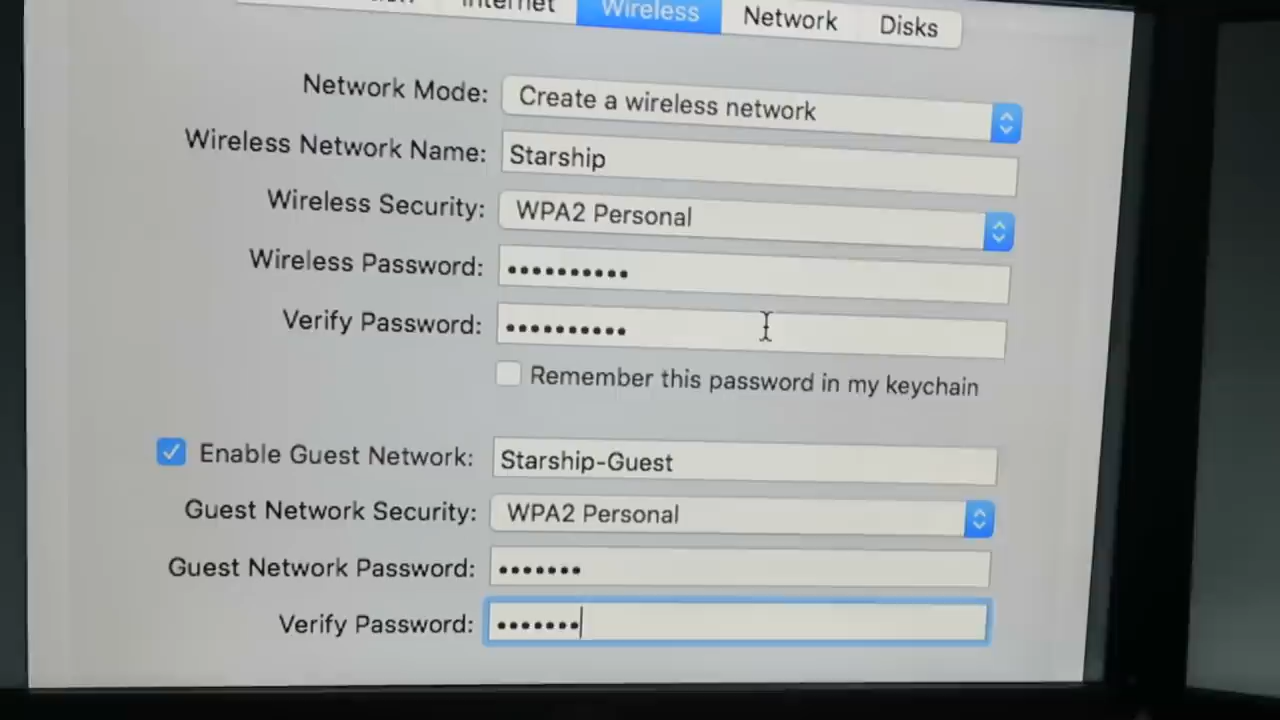 Internet Wireless Network Disks
Network Mode: Create a wireless network
Wireless Network Name: Starship
Wireless Security: WPA2 Personal
Wireless Password: ••••••••••
Verify Password: ••••••••••
Remember this password in my keychain
Enable Guest Network: Starship-Guest
Guest Network Security: WPA2 Personal
Guest Network Password: •••••••
Verify Password: •••••••